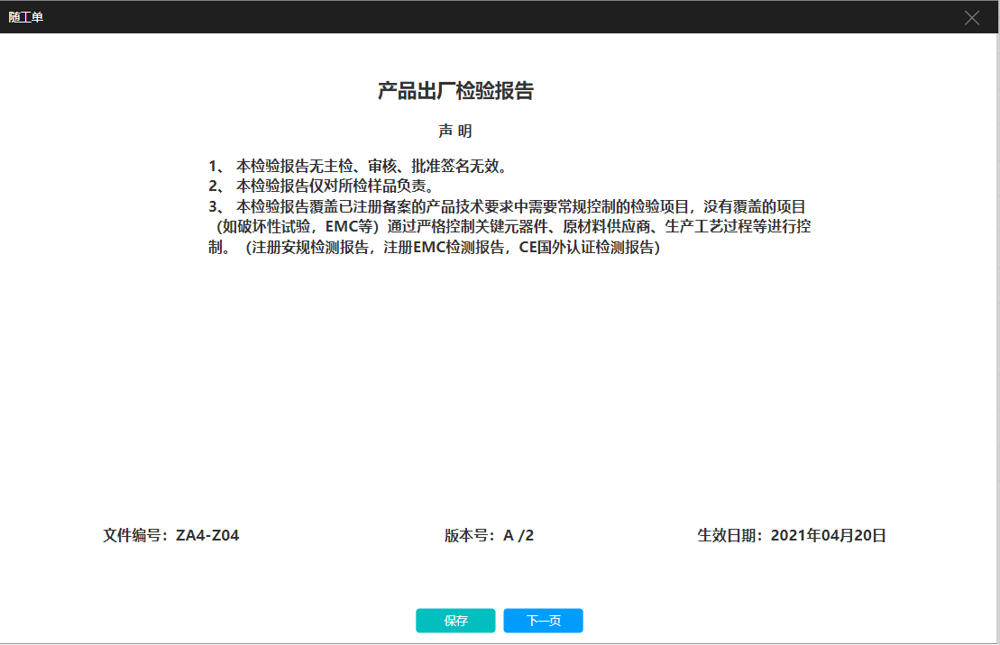 随工单
产品出厂检验报告
声 明
1、 本检验报告无主检、审核、批准签名无效。
2、 本检验报告仅对所检样品负责。
3、 本检验报告覆盖已注册备案的产品技术要求中需要常规控制的检验项目，没有覆盖的项目
（如破坏性试验，EMC等）通过严格控制关键元器件、原材料供应商、生产工艺过程等进行控
制。（注册安规检测报告，注册EMC检测报告，CE国外认证检测报告）
文件编号：ZA4-Z04 版本号：A /2 生效日期：2021年04月20日
保存 下一页